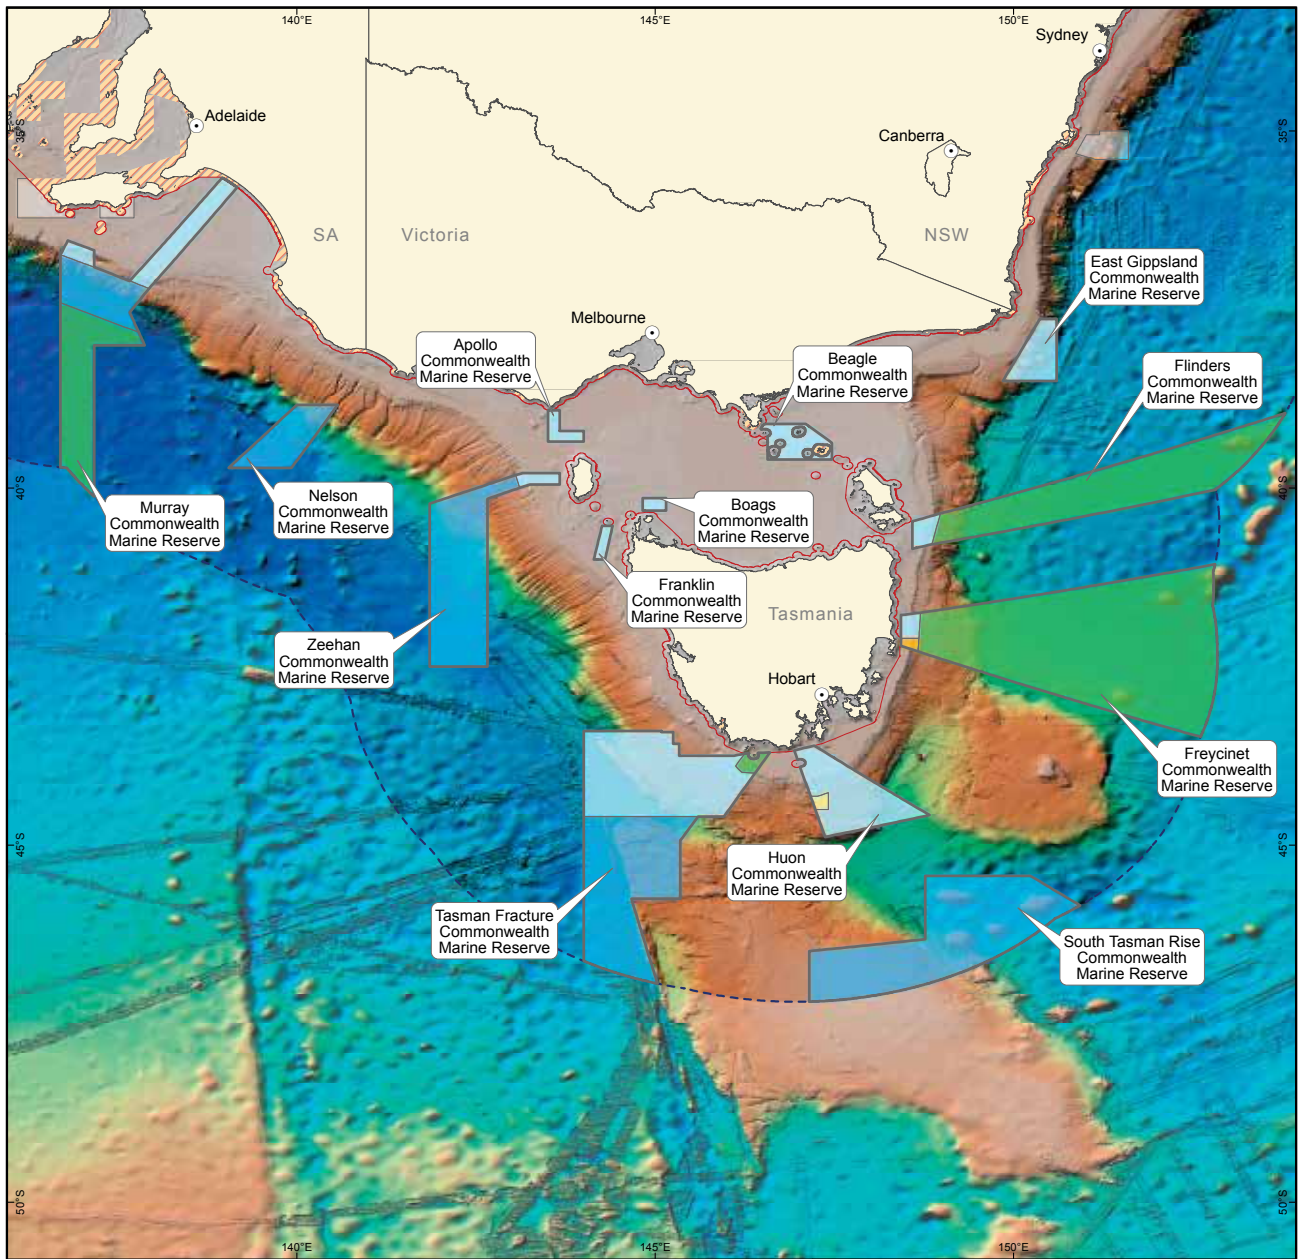 140°E
145°E
150°E
Sydney
Adelaide
35°S
35°S
Canberra
SA
Victoria
NSW
East Gippsland
Commonwealth
Marine Reserve
Melbourne
Apollo
Commonwealth
Marine Reserve
Beagle
Commonwealth
Marine Reserve
Flinders
Commonwealth
Marine Reserve
40°S
40°S
Murray
Commonwealth
Marine Reserve
Nelson
Commonwealth
Marine Reserve
Boags
Commonwealth
Marine Reserve
Franklin
Commonwealth
Marine Reserve
Tasmania
Zeehan
Commonwealth
Marine Reserve
Hobart
Freycinet
Commonwealth
Marine Reserve
45°S
45°S
Huon
Commonwealth
Marine Reserve
Tasman Fracture
Commonwealth
Marine Reserve
South Tasman Rise
Commonwealth
Marine Reserve
50°S
50°S
140°E
145°E
150°E